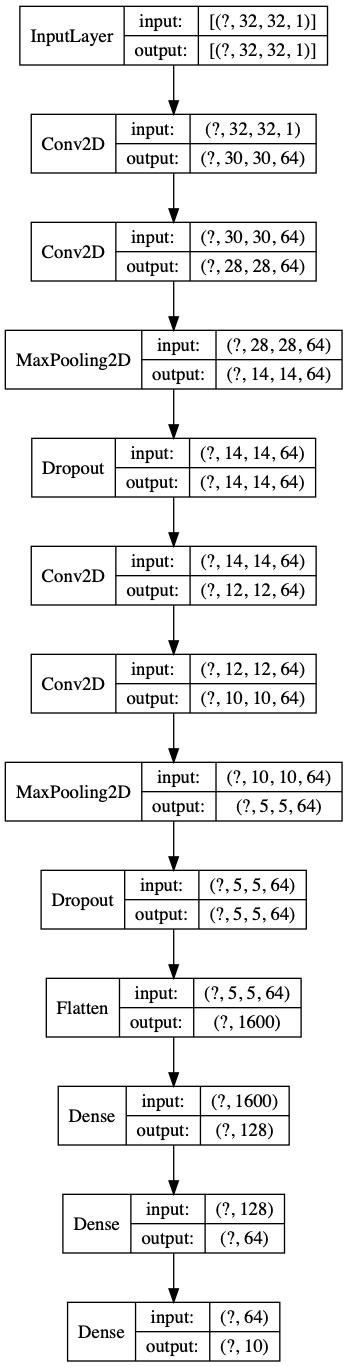 InputLayer input: [(?, 32, 32, 1)]
output: [(?, 32, 32, 1)]
Conv2D input: (?, 32, 32, 1)
output: (?, 30, 30, 64)
Conv2D input: (?, 30, 30, 64)
output: (?, 28, 28, 64)
MaxPooling2D input: (?, 28, 28, 64)
output: (?, 14, 14, 64)
Dropout input: (?, 14, 14, 64)
output: (?, 14, 14, 64)
Conv2D input: (?, 14, 14, 64)
output: (?, 12, 12, 64)
Conv2D input: (?, 12, 12, 64)
output: (?, 10, 10, 64)
MaxPooling2D input: (?, 10, 10, 64)
output: (?, 5, 5, 64)
Dropout input: (?, 5, 5, 64)
output: (?, 5, 5, 64)
Flatten input: (?, 5, 5, 64)
output: (?, 1600)
Dense input: (?, 1600)
output: (?, 128)
Dense input: (?, 128)
output: (?, 64)
Dense input: (?, 64)
output: (?, 10)